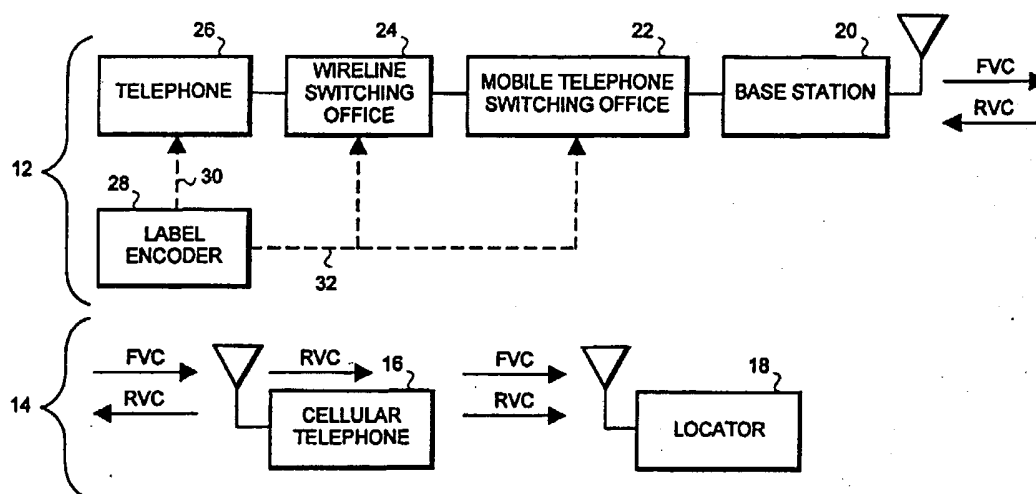 26
24
22
20
TELEPHONE
WIRELINE
SWITCHING
OFFICE
MOBILE TELEPHONE
SWITCHING OFFICE
BASE STATION
FVC
RVC
12
30
28
LABEL
ENCODER
32
14
FVC
RVC
RVC
16
CELLULAR
TELEPHONE
FVC
RVC
18
LOCATOR